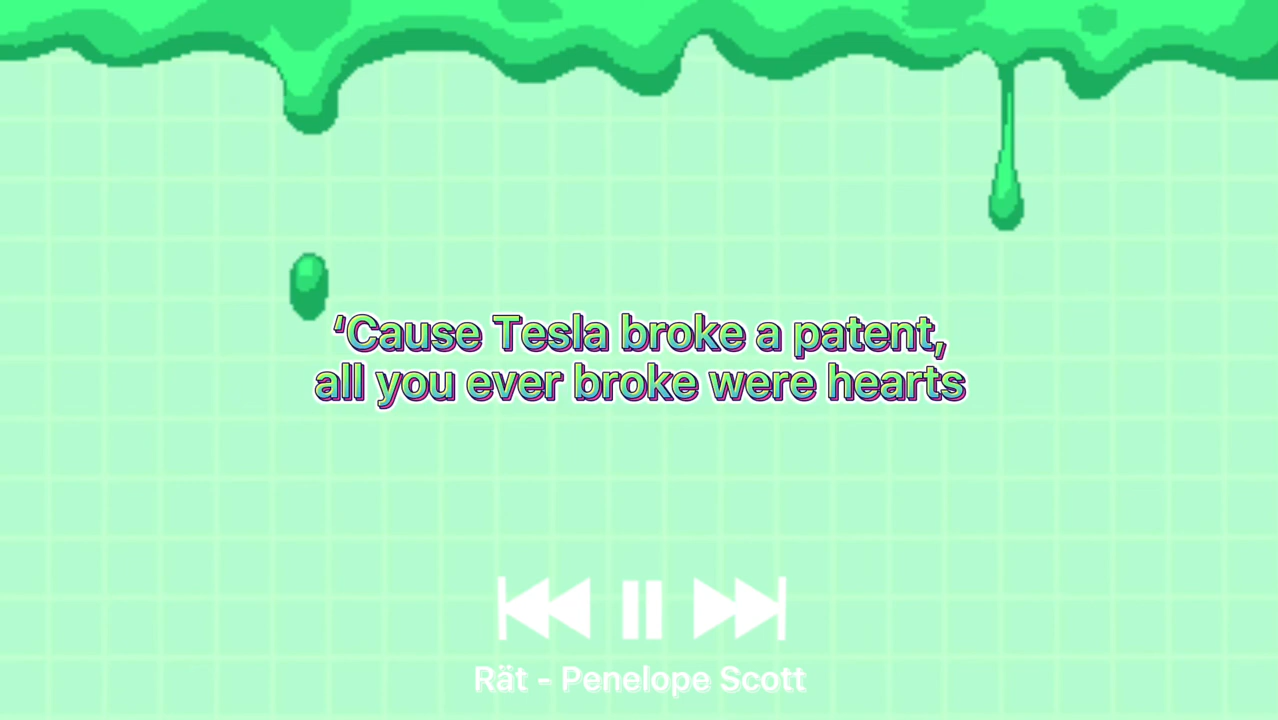 ‘Cause Tesla broke a patent,
all you ever broke were hearts
Rät - Penelope Scott